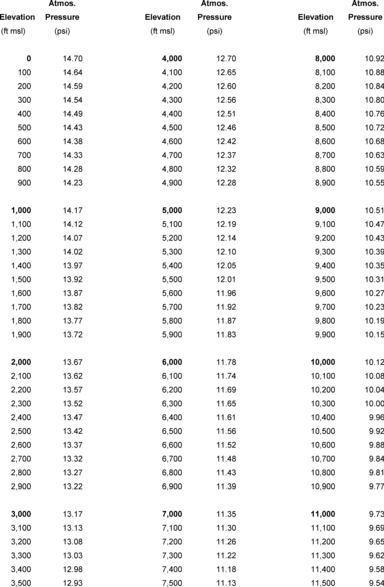 Atmos. Atmos. Atmos.
Elevation Pressure Elevation Pressure Elevation Pressure
(ft msl) (psi) (ft msl) (psi) (ft msl) (psi)
0 14.70 4,000 12.70 8,000 10.92
100 14.64 4,100 12.65 8,100 10.88
200 14.59 4,200 12.60 8,200 10.84
300 14.54 4,300 12.56 8,300 10.80
400 14.49 4,400 12.51 8,400 10.76
500 14.43 4,500 12.46 8,500 10.72
600 14.38 4,600 12.42 8,600 10.68
700 14.33 4,700 12.37 8,700 10.63
800 14.28 4,800 12.32 8,800 10.59
900 14.23 4,900 12.28 8,900 10.55
1,000 14.17 5,000 12.23 9,000 10.51
1,100 14.12 5,100 12.19 9,100 10.47
1,200 14.07 5,200 12.14 9,200 10.43
1,300 14.02 5,300 12.10 9,300 10.39
1,400 13.97 5,400 12.05 9,400 10.35
1,500 13.92 5,500 12.01 9,500 10.31
1,600 13.87 5,600 11.96 9,600 10.27
1,700 13.82 5,700 11.92 9,700 10.23
1,800 13.77 5,800 11.87 9,800 10.19
1,900 13.72 5,900 11.83 9,900 10.15
2,000 13.67 6,000 11.78 10,000 10.12
2,100 13.62 6,100 11.74 10,100 10.08
2,200 13.57 6,200 11.69 10,200 10.04
2,300 13.52 6,300 11.65 10,300 10.00
2,400 13.47 6,400 11.61 10,400 9.96
2,500 13.42 6,500 11.56 10,500 9.92
2,600 13.37 6,600 11.52 10,600 9.88
2,700 13.32 6,700 11.48 10,700 9.84
2,800 13.27 6,800 11.43 10,800 9.81
2,900 13.22 6,900 11.39 10,900 9.77
3,000 13.17 7,000 11.35 11,000 9.73
3,100 13.13 7,100 11.30 11,100 9.69
3,200 13.08 7,200 11.26 11,200 9.65
3,300 13.03 7,300 11.22 11,300 9.62
3,400 12.98 7,400 11.18 11,400 9.58
3,500 12.93 7,500 11.13 11,500 9.54